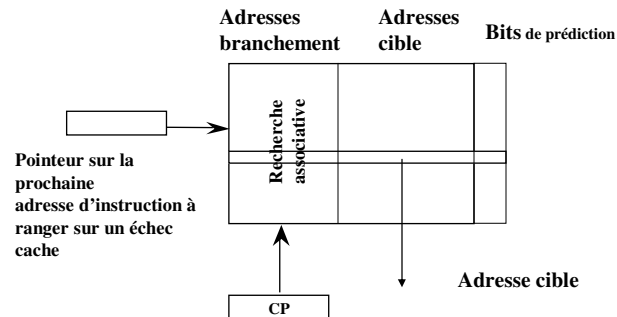 Adresses
branchement
Adresses
cible
Bits de prédiction
Recherche
associative
Pointeur sur la
prochaine
adresse d'instruction à
ranger sur un échec
cache
Adresse cible
CP